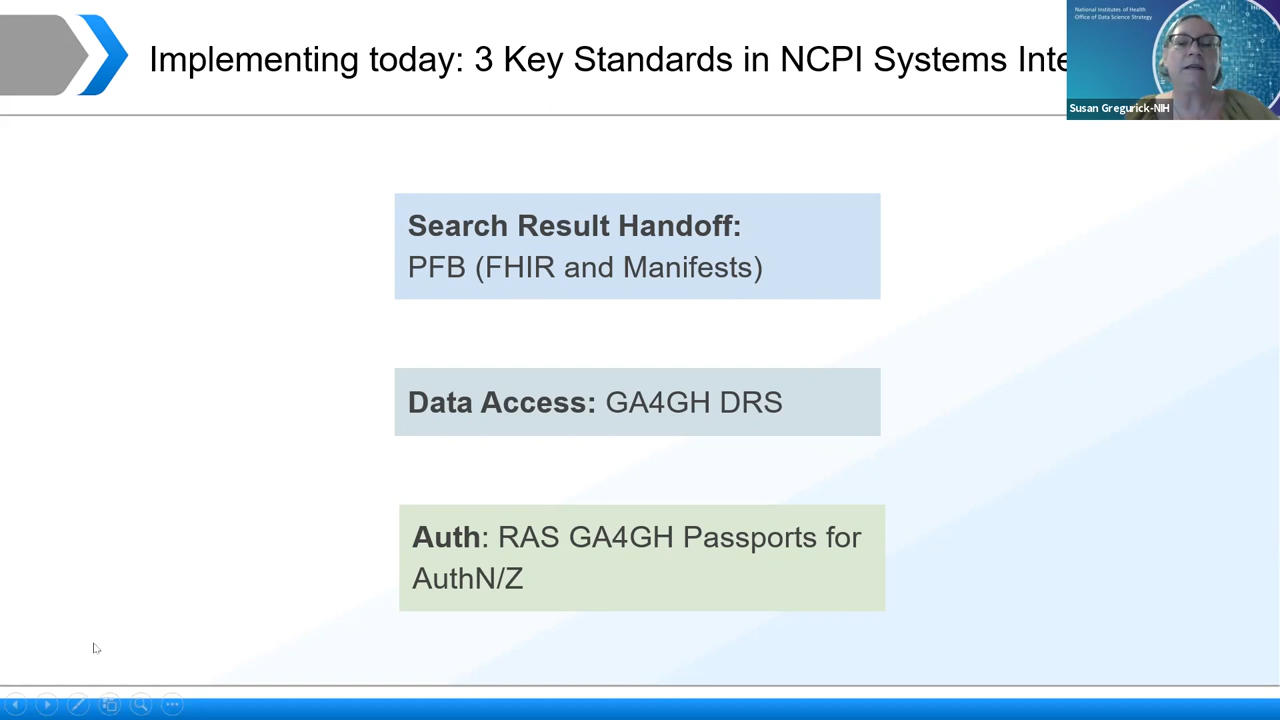 Implementing today: 3 Key Standards in NCPI Systems Inte
National Institutes of Health
Office of Data Science Strategy
Susan Gregurick-NIH
Search Result Handoff:
PFB (FHIR and Manifests)
Data Access: GA4GH DRS
Auth: RAS GA4GH Passports for
AuthN/Z